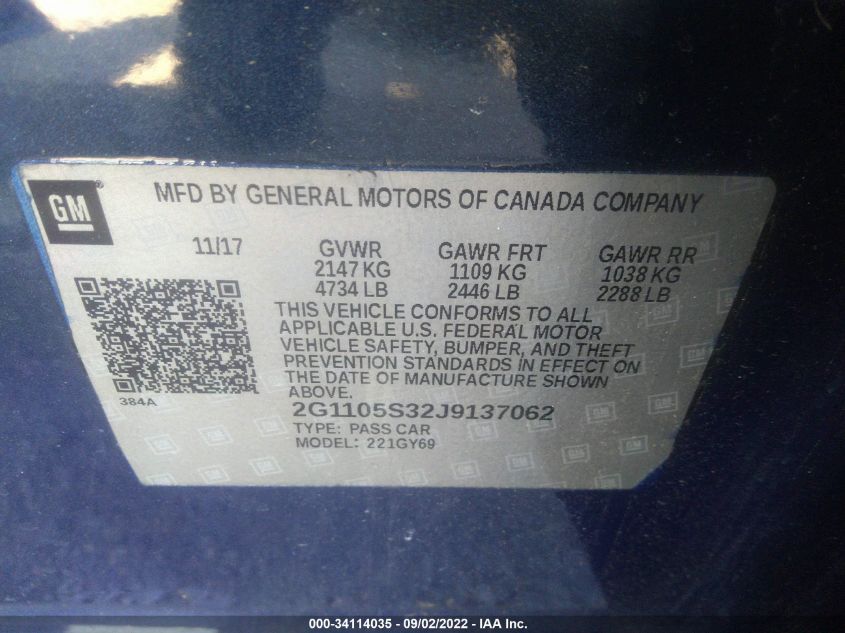 GM
MFD BY GENERAL MOTORS OF CANADA COMPANY
11/17 GVWR GAWR FRT GAWR RR
2147 KG 1109 KG 1038 KG
4734 LB 2446 LB 2288 LB
THIS VEHICLE CONFORMS TO ALL
APPLICABLE U.S. FEDERAL MOTOR
VEHICLE SAFETY, BUMPER, AND THEFT
PREVENTION STANDARDS IN EFFECT ON
THE DATE OF MANUFACTURE SHOWN
ABOVE.
384A
2G1105S32J9137062
TYPE: PASS CAR
MODEL: 221GY69
000-34114035 - 09/02/2022 - IAA Inc.